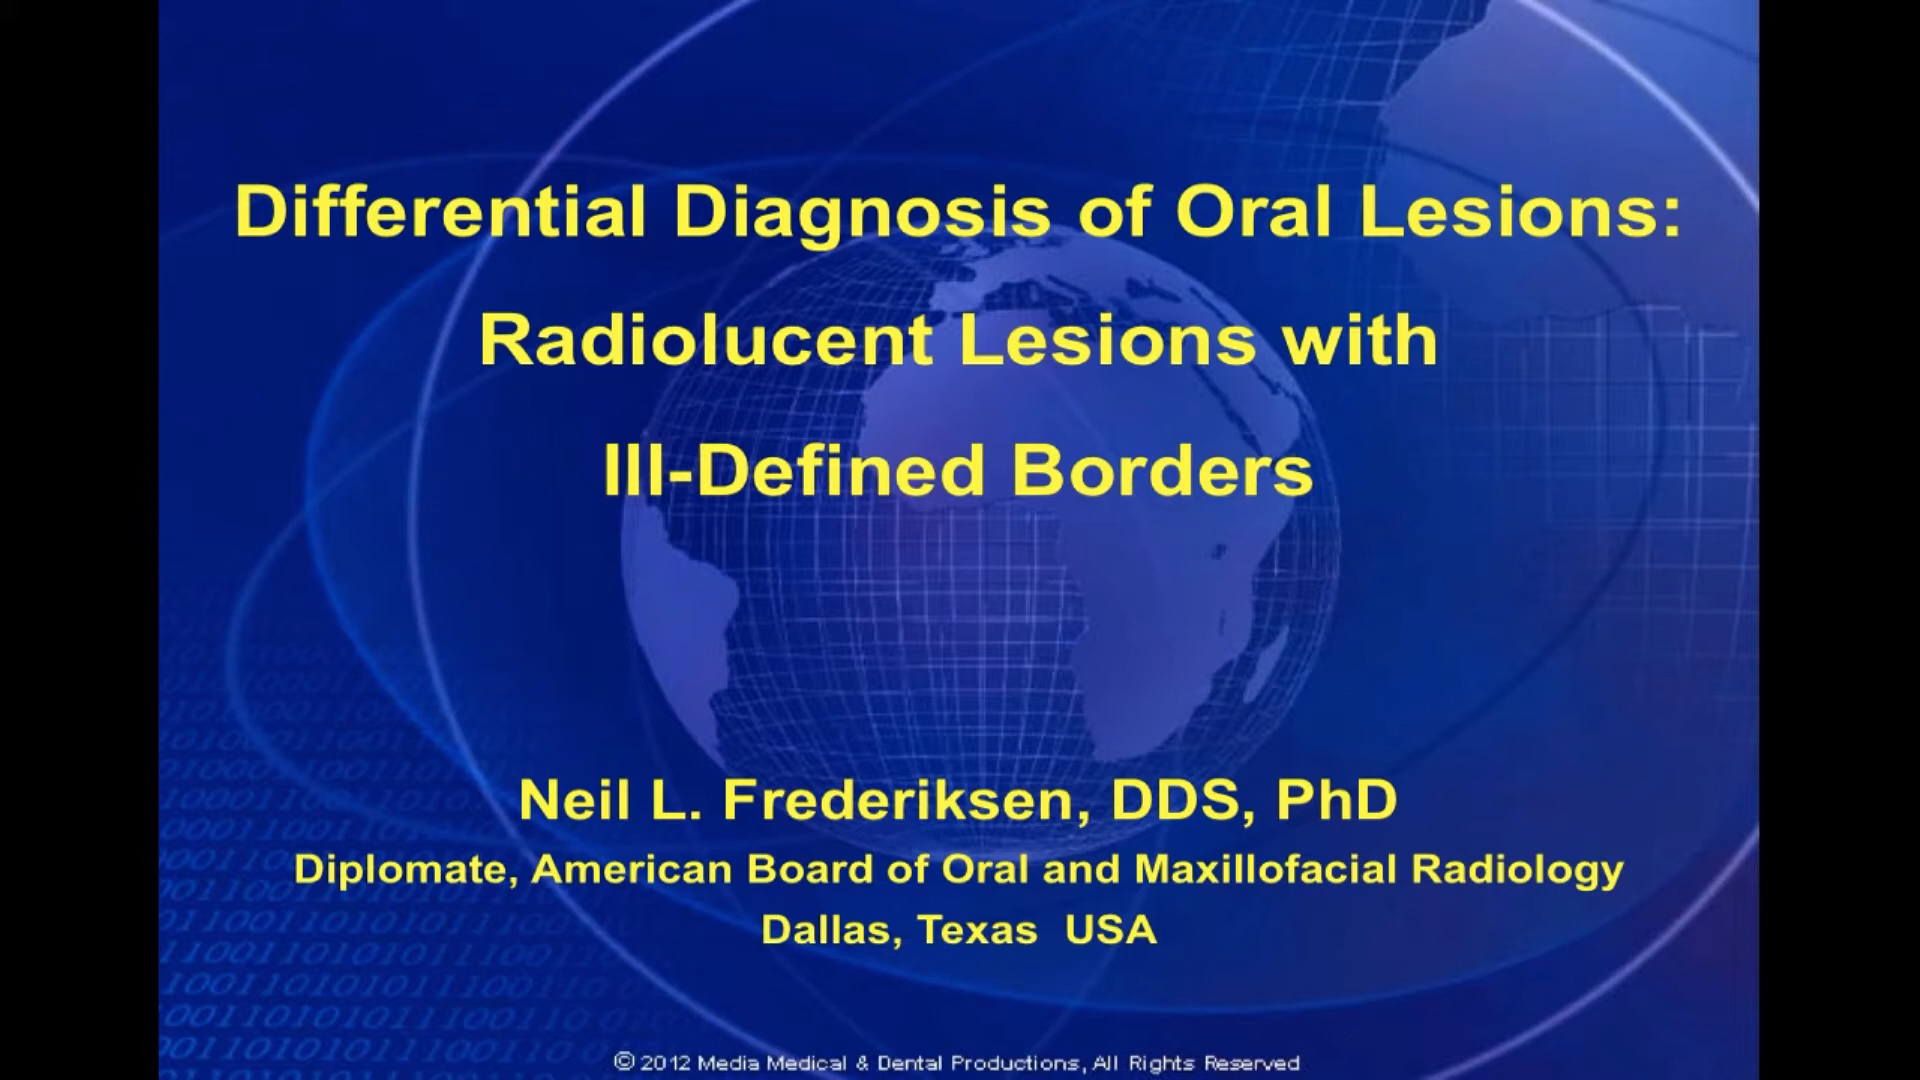 Differential Diagnosis of Oral Lesions:
Radiolucent Lesions with
Ill-Defined Borders
Neil L. Frederiksen, DDS, PhD
Diplomate, American Board of Oral and Maxillofacial Radiology
Dallas, Texas  USA
© 2012 Media Medical & Dental Productions, All Rights Reserved